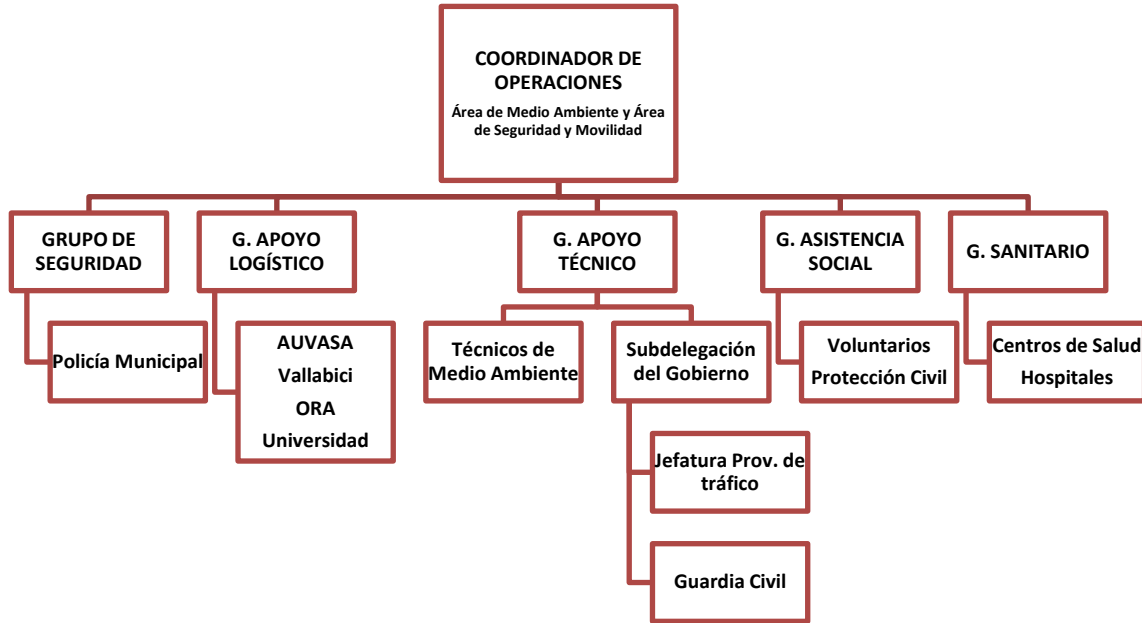 COORDINADOR DE
OPERACIONES
Área de Medio Ambiente y Área
de Seguridad y Movilidad
GRUPO DE
SEGURIDAD
G. APOYO
LOGÍSTICO
G. APOYO
TÉCNICO
G. ASISTENCIA
SOCIAL
G. SANITARIO
Policía Municipal
AUVASA
Vallabici
ORA
Universidad
Técnicos de
Medio Ambiente
Subdelegación
del Gobierno
Voluntarios
Protección Civil
Centros de Salud
Hospitales
Jefatura Prov. de
tráfico
Guardia Civil